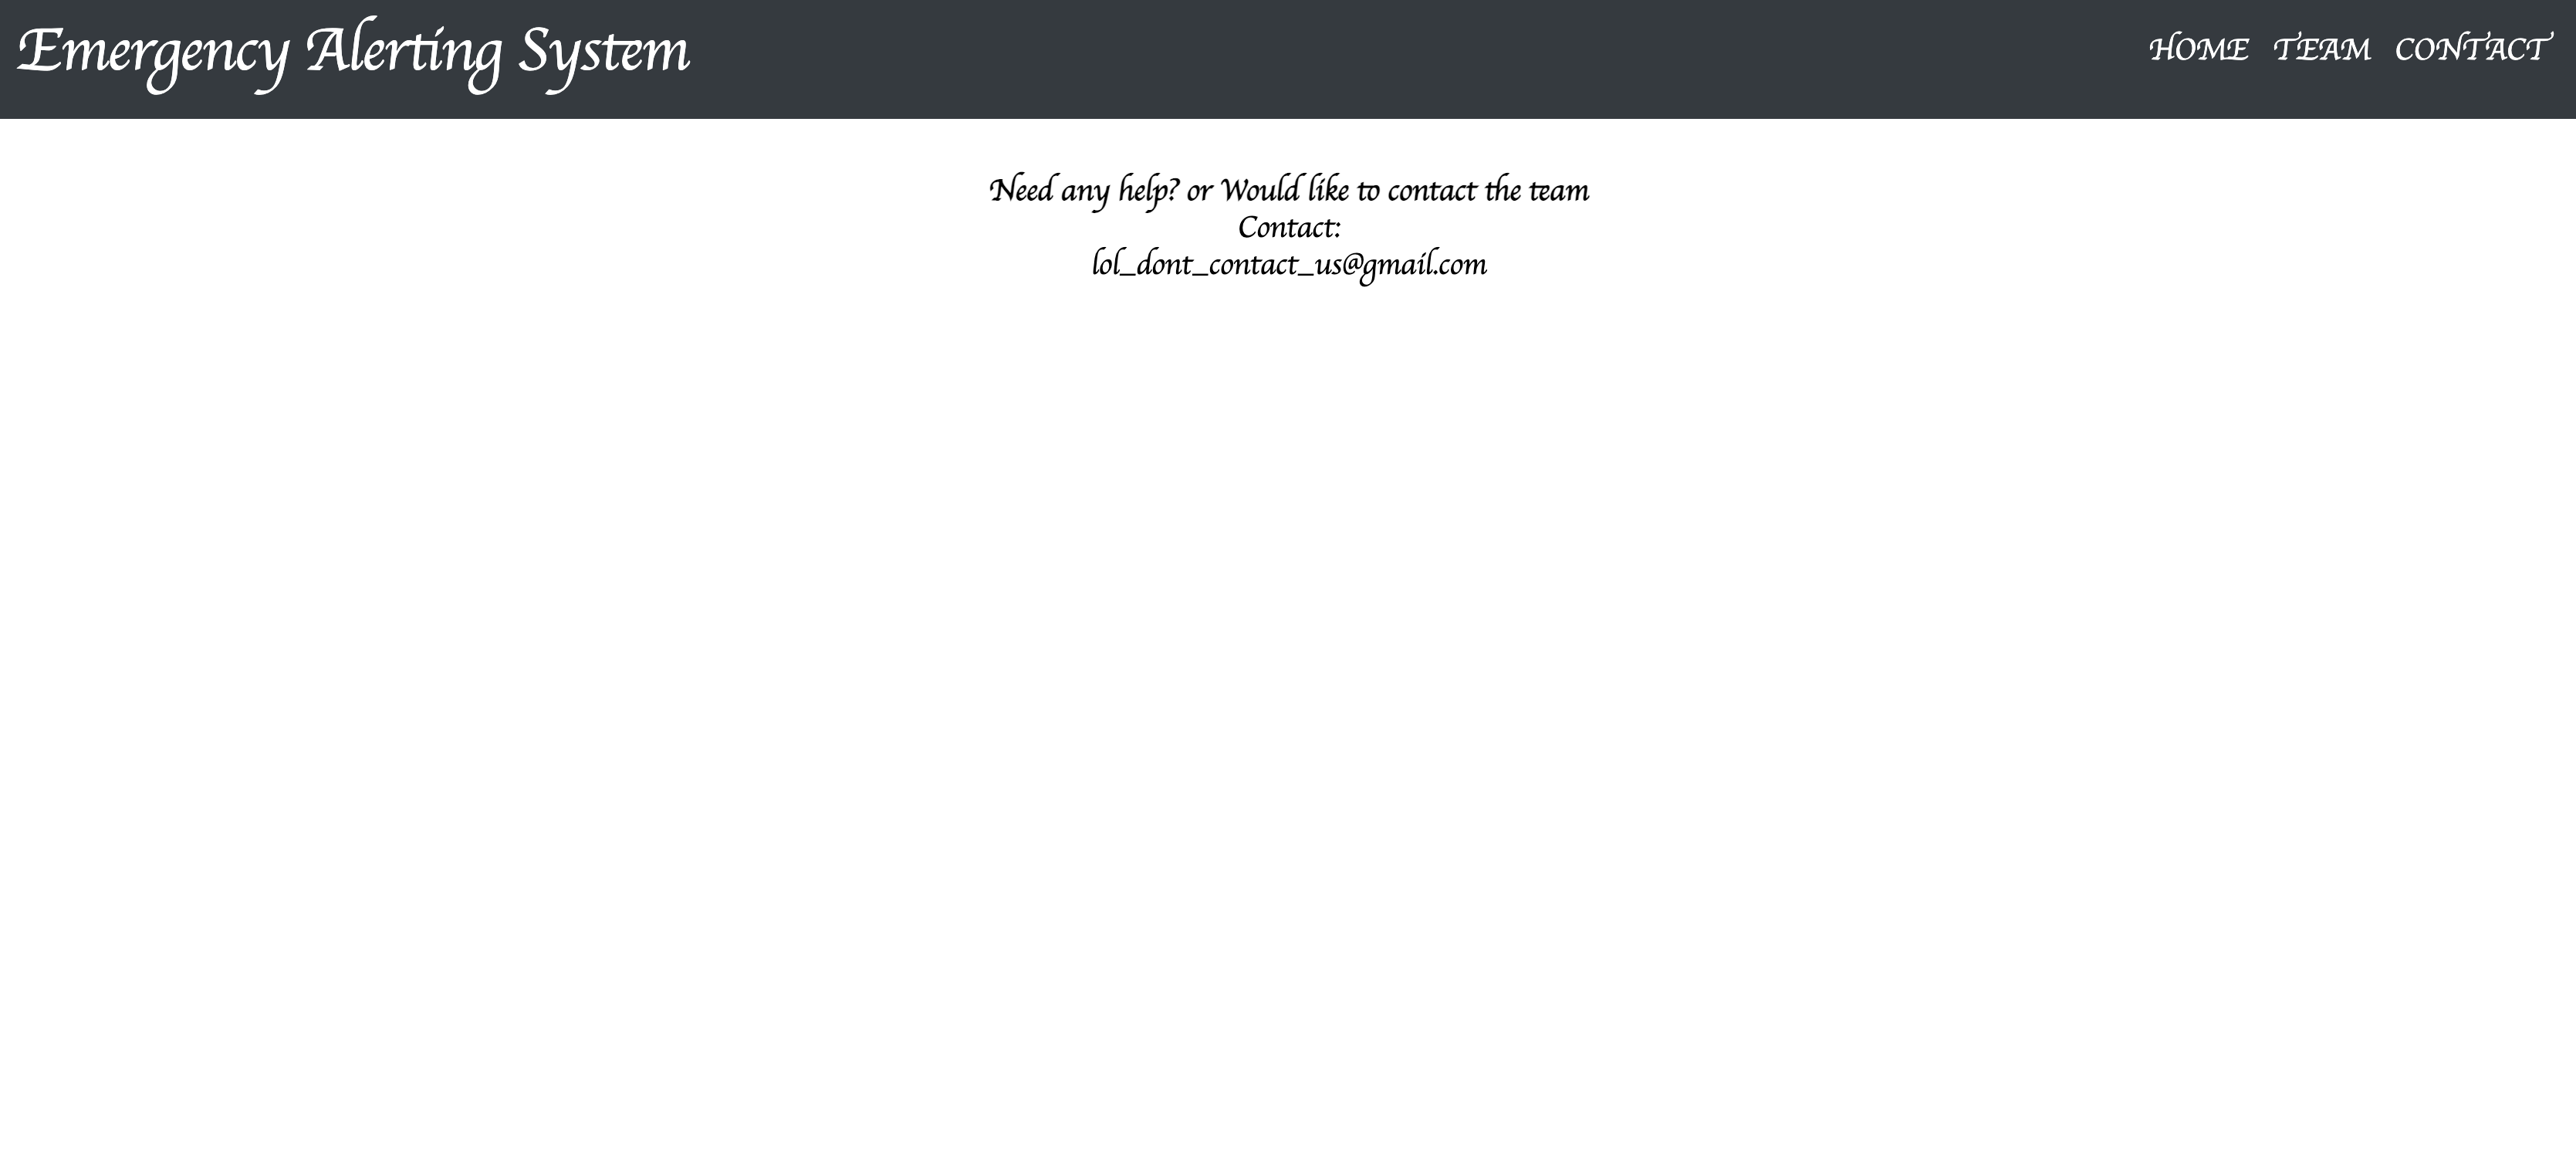 Emergency Alerting System
HOME TEAM CONTACT
Need any help? or Would like to contact the team
Contact:
lol_dont_contact_us@gmail.com